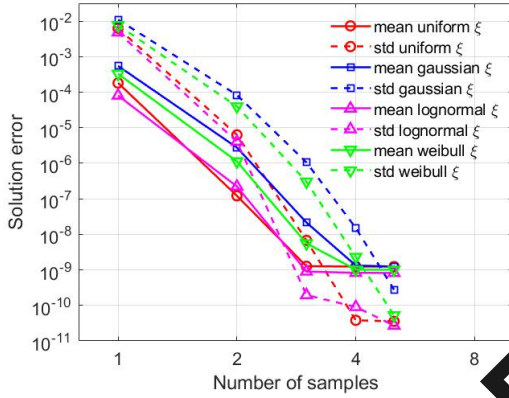 10-2
10-3
10-4
10-5
10-6
10-7
10-8
10-9
10-10
10-11
Solution error
mean uniform ξ
std uniform ξ
mean gaussian ξ
std gaussian ξ
mean lognormal ξ
std lognormal ξ
mean weibull ξ
std weibull ξ
1 2 4 8
Number of samples